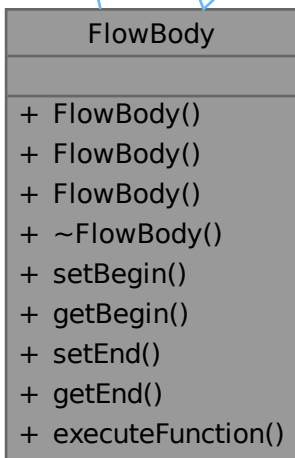 FlowBody
+ FlowBody()
+ FlowBody()
+ FlowBody()
+ ~FlowBody()
+ setBegin()
+ getBegin()
+ setEnd()
+ getEnd()
+ executeFunction()